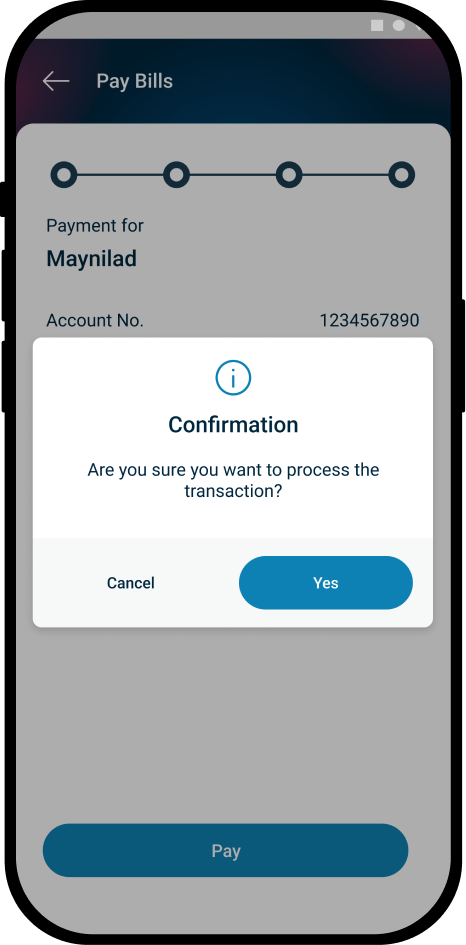 Pay Bills
Payment for
Maynilad
Account No. 1234567890
Confirmation
Are you sure you want to process the
transaction?
Cancel Yes
Pay